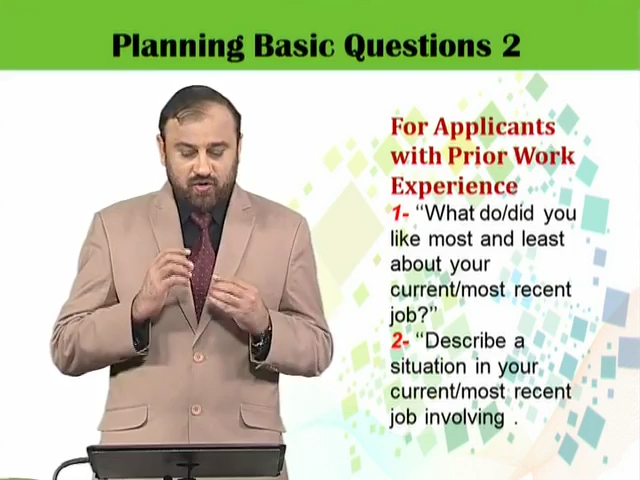 Planning Basic Questions 2
For Applicants
with Prior Work
Experience
1- “What do/did you
like most and least
about your
current/most recent
job?”
2- “Describe a
situation in your
current/most recent
job involving .